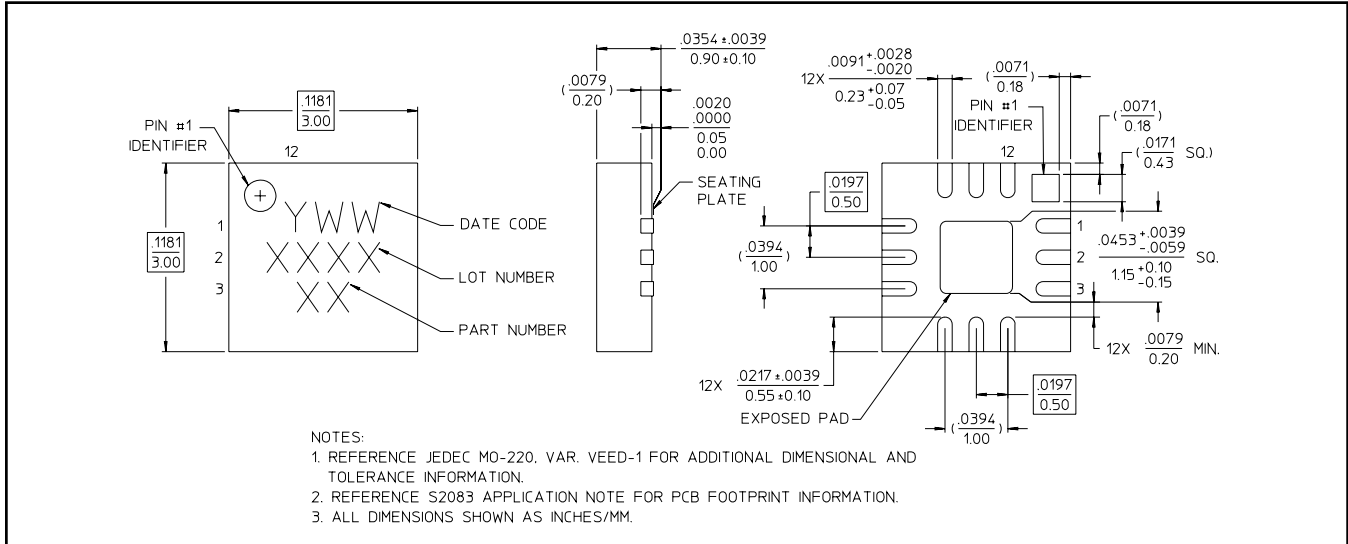 .1181
3.00
PIN #1
IDENTIFIER
12
.1181
3.00
1
2
3
YWW
XXXX
XX
DATE CODE
LOT NUMBER
PART NUMBER
.0354 ±.0039
0.90 ±0.10
(.0079
0.20)
.0020
.0000
0.05
0.00
SEATING
PLATE
12X .0091 +.0028
-.0020
0.23 +0.07
-0.05
(.0071
0.18)
PIN #1
IDENTIFIER
12
(.0071
0.18)
(.0171
0.43 SQ.)
.0197
0.50
(.0394
1.00)
1
2
3
.0453 +.0039
-.0059 SQ.
1.15 +0.10
-0.15
12X .0079
0.20 MIN.
12X .0217 ±.0039
0.55 ±0.10
EXPOSED PAD
.0197
0.50
(.0394
1.00)
NOTES:
1. REFERENCE JEDEC MO-220, VAR. VEED-1 FOR ADDITIONAL DIMENSIONAL AND
TOLERANCE INFORMATION.
2. REFERENCE S2083 APPLICATION NOTE FOR PCB FOOTPRINT INFORMATION.
3. ALL DIMENSIONS SHOWN AS INCHES/MM.